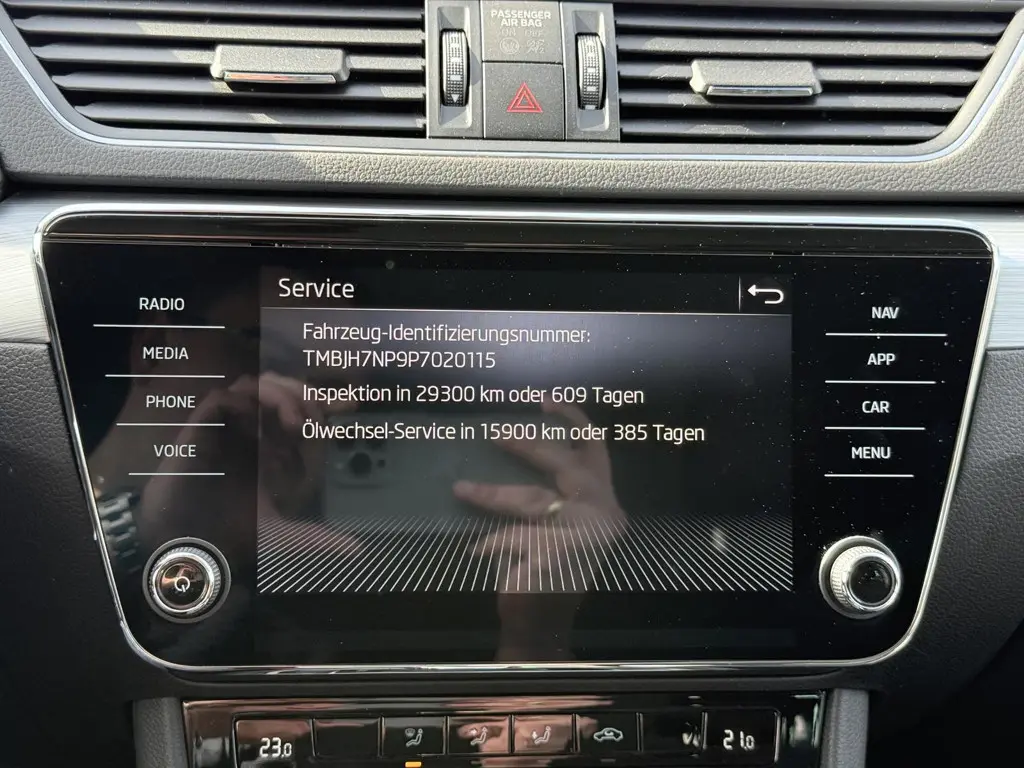 PASSENGER
AIR BAG
Service
Fahrzeug-Identifizierungsnummer:
TMBJH7NP9P7020115
Inspektion in 29300 km oder 609 Tagen
Ölwechsel-Service in 15900 km oder 385 Tagen
RADIO
MEDIA
PHONE
VOICE
NAV
APP
CAR
MENU
23.0
21.0